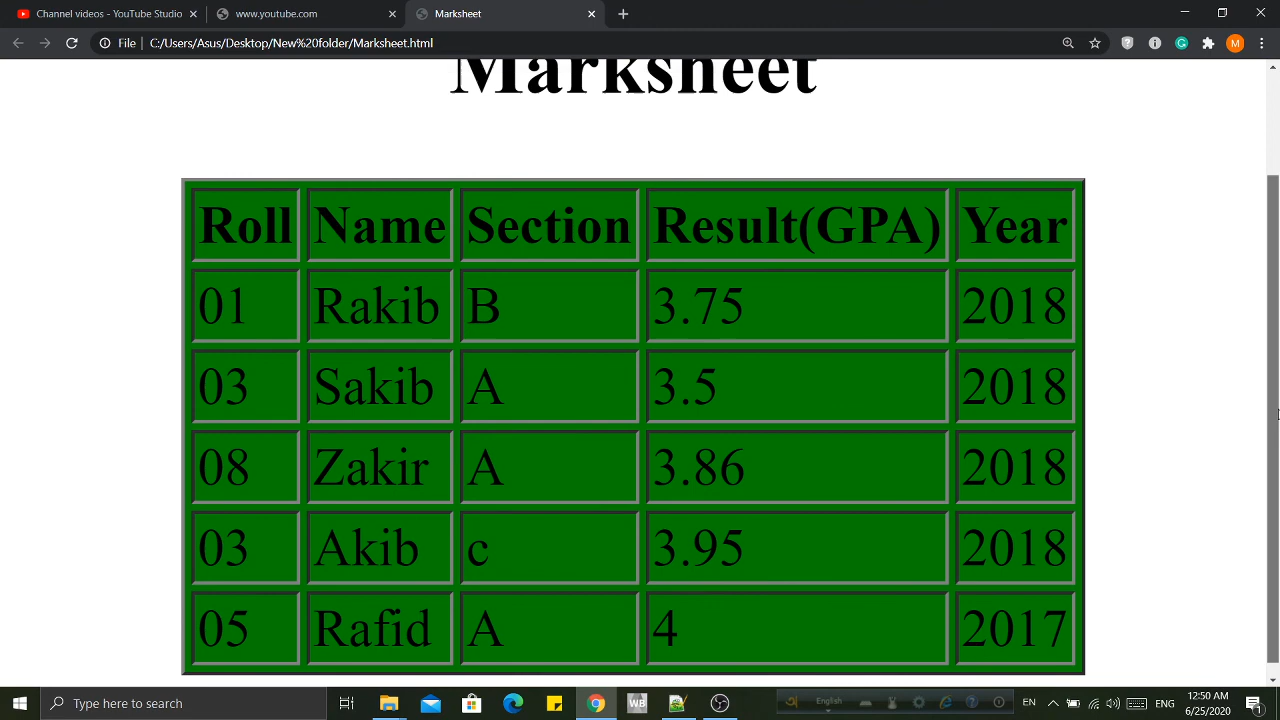 Channel videos - YouTube Studio
www.youtube.com
Marksheet
File
C:/Users/Asus/Desktop/New%20folder/Marksheet.html
M
Marksheet
Roll Name Section Result(GPA) Year
01 Rakib B 3.75 2018
03 Sakib A 3.5 2018
08 Zakir A 3.86 2018
03 Akib c 3.95 2018
05 Rafid A 4 2017
Type here to search
WB
English
EN
ENG
12:50 AM
6/25/2020
1